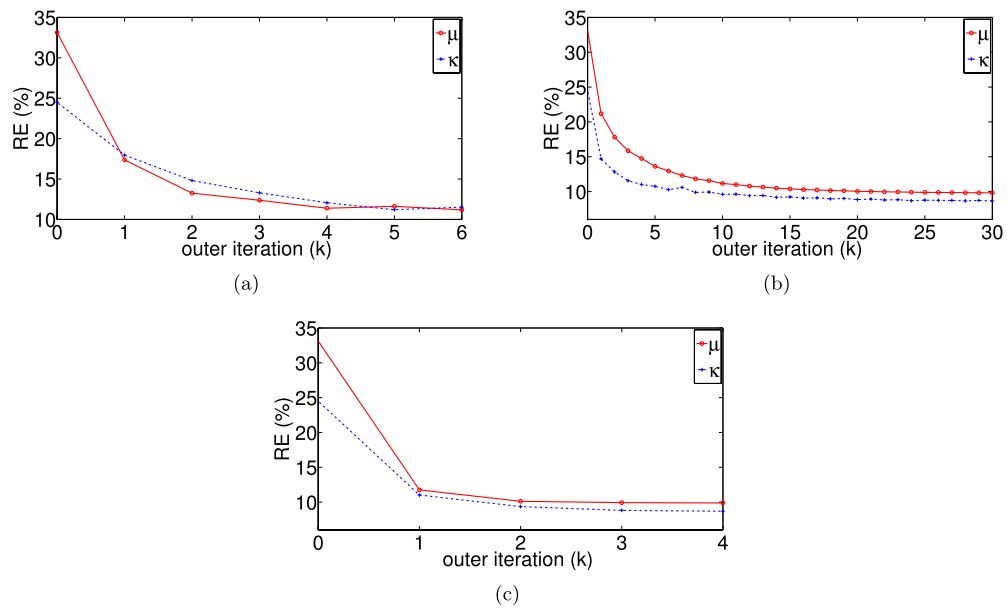 35
30
25
20
15
10
RE (%)
0 1 2 3 4 5 6
outer iteration (k)
μ
κ
(a)
35
30
25
20
15
10
RE (%)
0 5 10 15 20 25 30
outer iteration (k)
μ
κ
(b)
35
30
25
20
15
10
RE (%)
0 1 2 3 4
outer iteration (k)
μ
κ
(c)